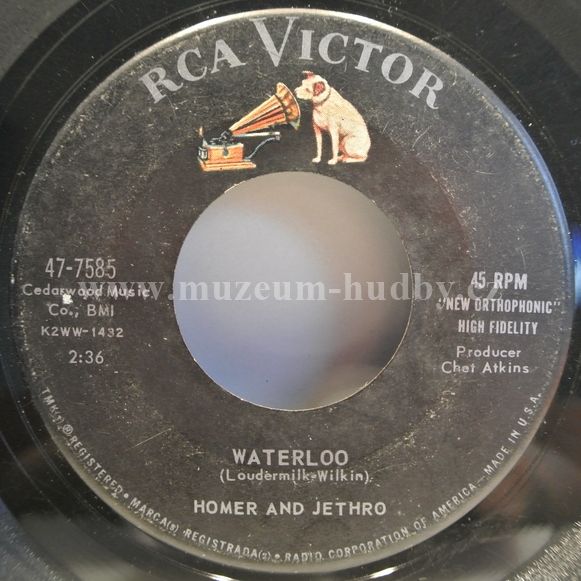 RCA VICTOR
47-7585
Cedarwood Music
Co., BMI
K2WW-1432
2:36
45 RPM
"NEW ORTHOPHONIC"
HIGH FIDELITY
Producer
Chet Atkins
www.muzeum-hudby.cz
WATERLOO
(Loudermilk-Wilkin)
HOMER AND JETHRO
TMK(s) ® REGISTERED • MARCA(s) REGISTRADA(s) • RADIO CORPORATION OF AMERICA—MADE IN U.S.A.